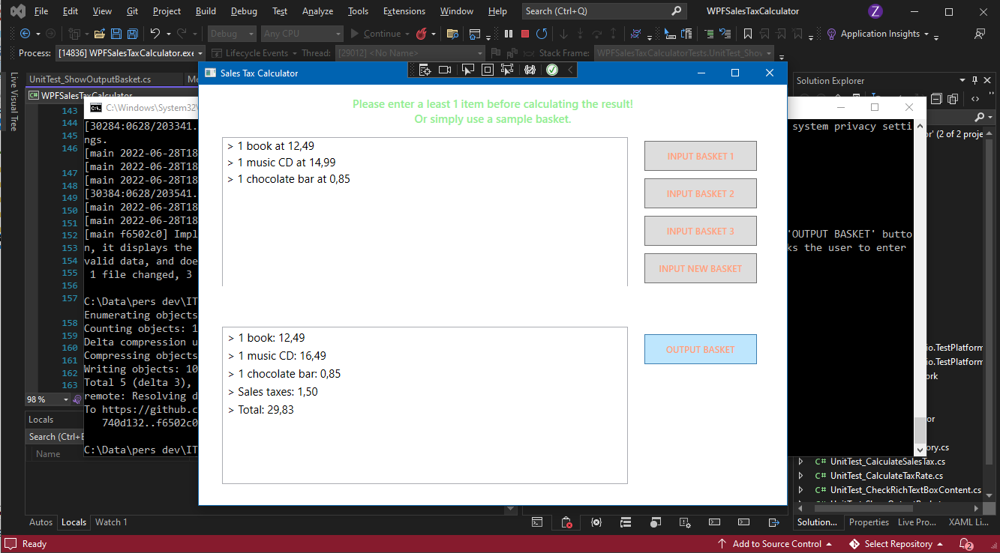 File Edit View Git Project Build Debug Test Analyze Tools Extensions Window Help Search (Ctrl+Q) WPFSalesTaxCalculator Z
Debug Any CPU Continue Application Insights
Process: [14836] WPFSalesTaxCalculator.exe Lifecycle Events Thread: [29012] <No Name> Stack Frame: WPFSalesTaxCalculatorTests.UnitTest_Show
Live Visual Tree
UnitTest_ShowOutputBasket.cs Me
C# WPFSalesTaxCalculator
143
144
145
146
147
148
149
150
151
152
153
154
155
156
157
158
159
160
161
162
163
98 %
C:\Windows\System32\
[30284:0628/203341. system privacy setti
ngs.
[main 2022-06-28T18
[main 2022-06-28T18
[main 2022-06-28T18
[30384:0628/203541.
[main 2022-06-28T18
[main 2022-06-28T18
[main f6502c0] Impl 'OUTPUT BASKET' butto
n, it displays the ks the user to enter
valid data, and doe
1 file changed, 3
C:\Data\pers dev\IT
Enumerating objects
Counting objects: 1
Delta compression u
Compressing objects
Writing objects: 10
Total 5 (delta 3),
remote: Resolving d
To https://github.c
740d132..f6502c0
C:\Data\pers dev\IT
Sales Tax Calculator
Please enter a least 1 item before calculating the result!
Or simply use a sample basket.
> 1 book at 12,49
> 1 music CD at 14,99
> 1 chocolate bar at 0,85
INPUT BASKET 1
INPUT BASKET 2
INPUT BASKET 3
INPUT NEW BASKET
> 1 book: 12,49
> 1 music CD: 16,49
> 1 chocolate bar: 0,85
> Sales taxes: 1,50
> Total: 29,83
OUTPUT BASKET
Solution Explorer
or' (2 of 2 proje
io.TestPlatform
io.TestPlatform
ork
or
ory.cs
C# UnitTest_CalculateSalesTax.cs
C# UnitTest_CalculateTaxRate.cs
C# UnitTest_CheckRichTextBoxContent.cs
Locals
Search (Ctrl+E
Name
Autos Locals Watch 1
Solution... Properties Live Pro... XAML Li...
Ready Add to Source Control Select Repository 2